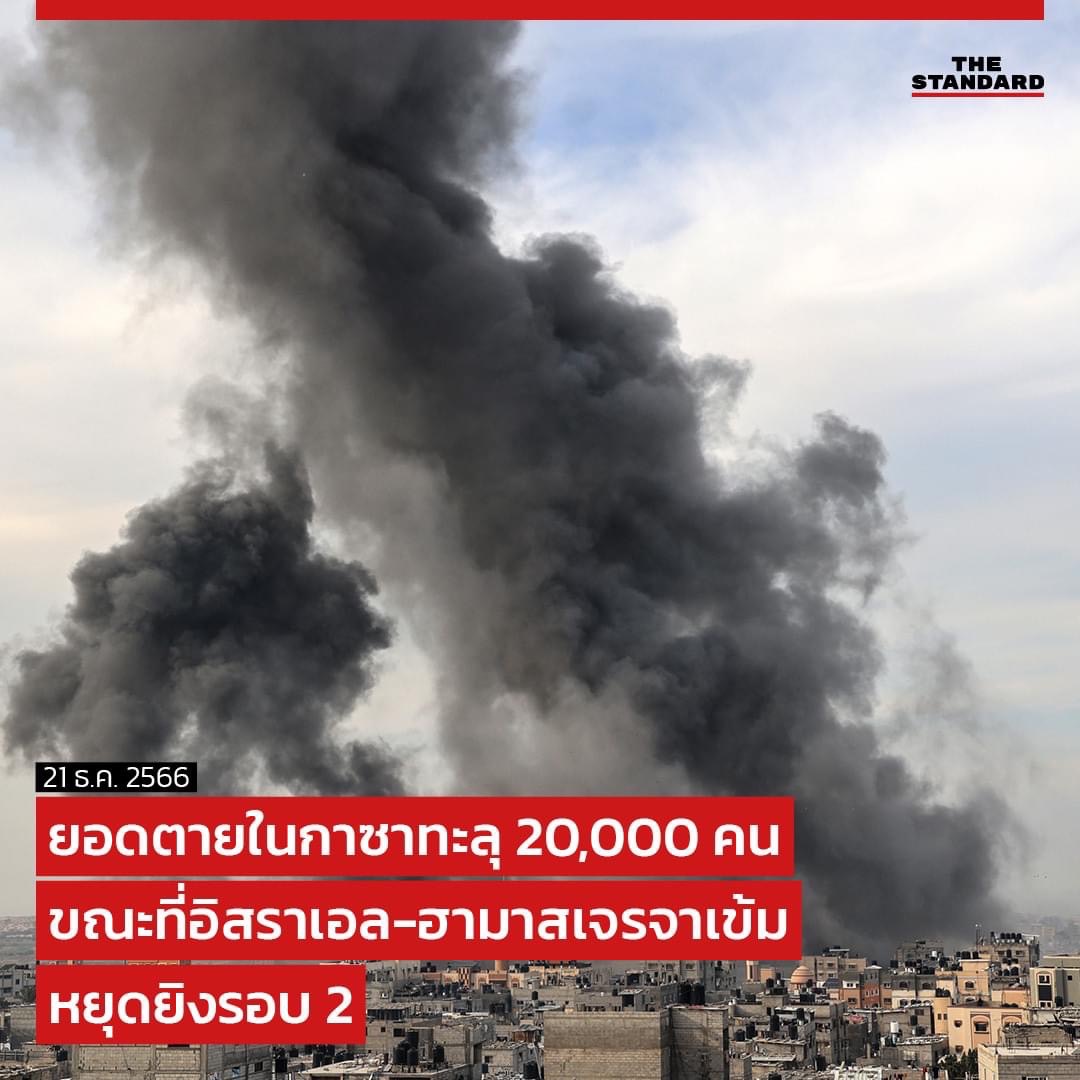 THE
STANDARD
21 ธ.ค. 2566
ยอดตายในกาซาทะลุ 20,000 คน
ขณะที่อิสราเอล-ฮามาสเจรจาเข้ม
หยุดยิงรอบ 2